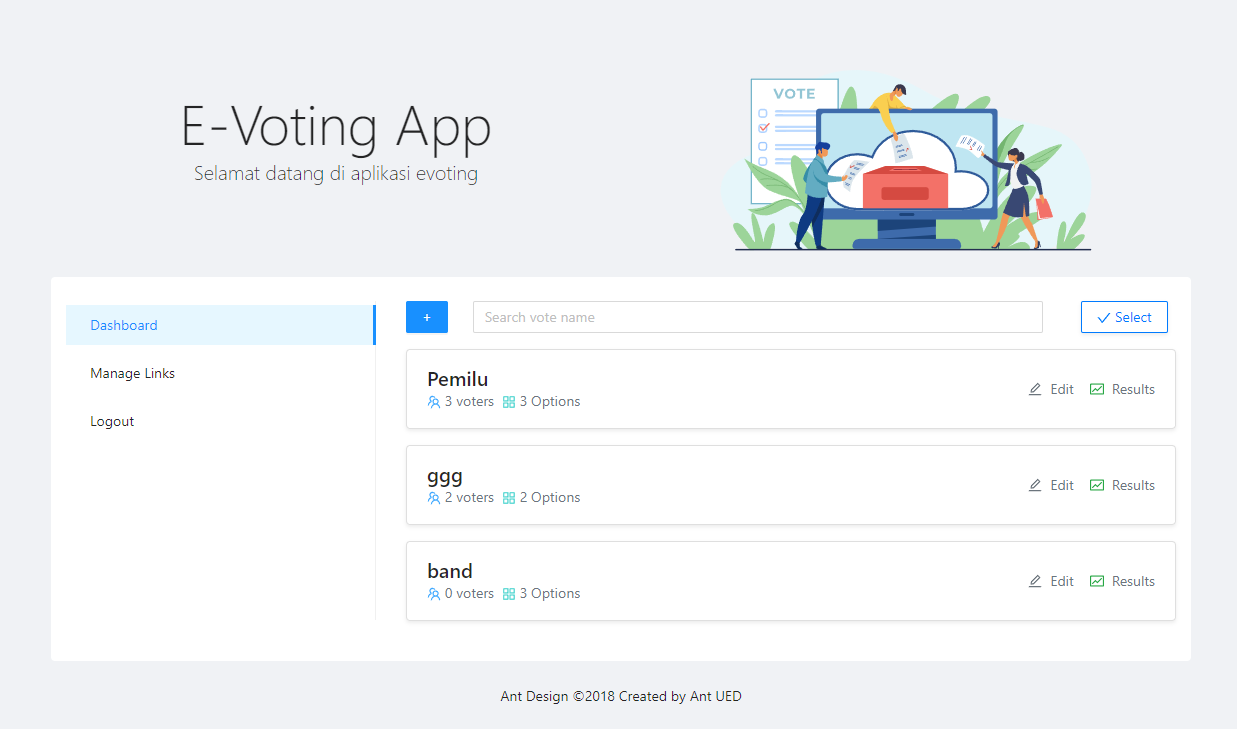 E-Voting App
Selamat datang di aplikasi evoting
VOTE
Dashboard
Manage Links
Logout
+ Search vote name Select
Pemilu
3 voters 3 Options
Edit Results
ggg
2 voters 2 Options
Edit Results
band
0 voters 3 Options
Edit Results
Ant Design ©2018 Created by Ant UED